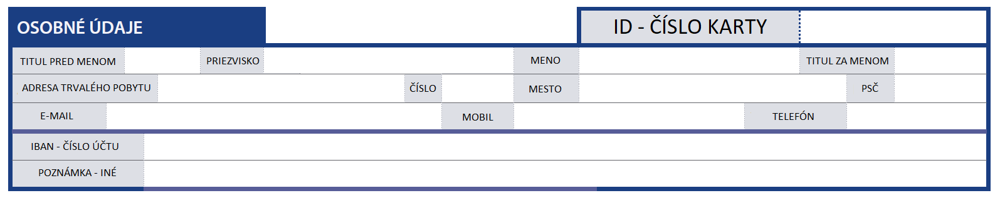 OSOBNÉ ÚDAJE ID - ČÍSLO KARTY
TITUL PRED MENOM PRIEZVISKO MENO TITUL ZA MENOM
ADRESA TRVALÉHO POBYTU ČÍSLO MESTO PSČ
E-MAIL MOBIL TELEFÓN
IBAN - ČÍSLO ÚČTU
POZNÁMKA - INÉ